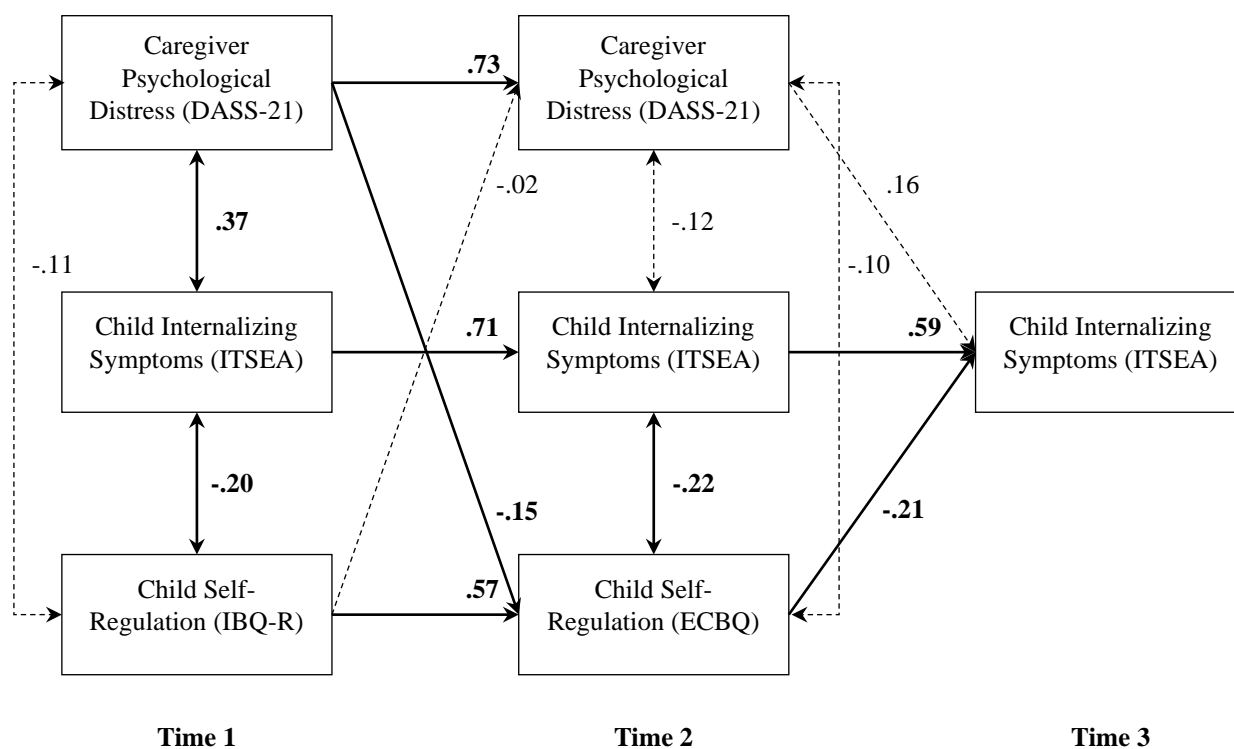 Caregiver
Psychological
Distress (DASS-21)
.73
Caregiver
Psychological
Distress (DASS-21)
-.02
.16
.37
-.12
-.11
-.10
Child Internalizing
Symptoms (ITSEA)
.71
Child Internalizing
Symptoms (ITSEA)
.59
Child Internalizing
Symptoms (ITSEA)
-.20
-.22
-.15
-.21
Child Self-
Regulation (IBQ-R)
.57
Child Self-
Regulation (ECBQ)
Time 1
Time 2
Time 3